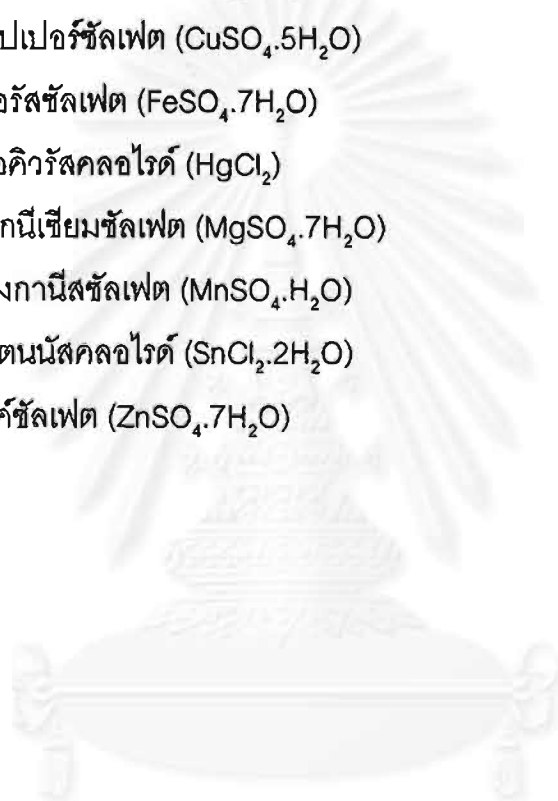 ปเปอร์ซัลเฟต (CuSO₄.5H₂O)
อรัสซัลเฟต (FeSO₄.7H₂O)
อคิวรัสคลอไรด์ (HgCl₂)
กนีเซียมซัลเฟต (MgSO₄.7H₂O)
งกานีสซัลเฟต (MnSO₄.H₂O)
ตนนัสคลอไรด์ (SnCl₂.2H₂O)
ค์ซัลเฟต (ZnSO₄.7H₂O)